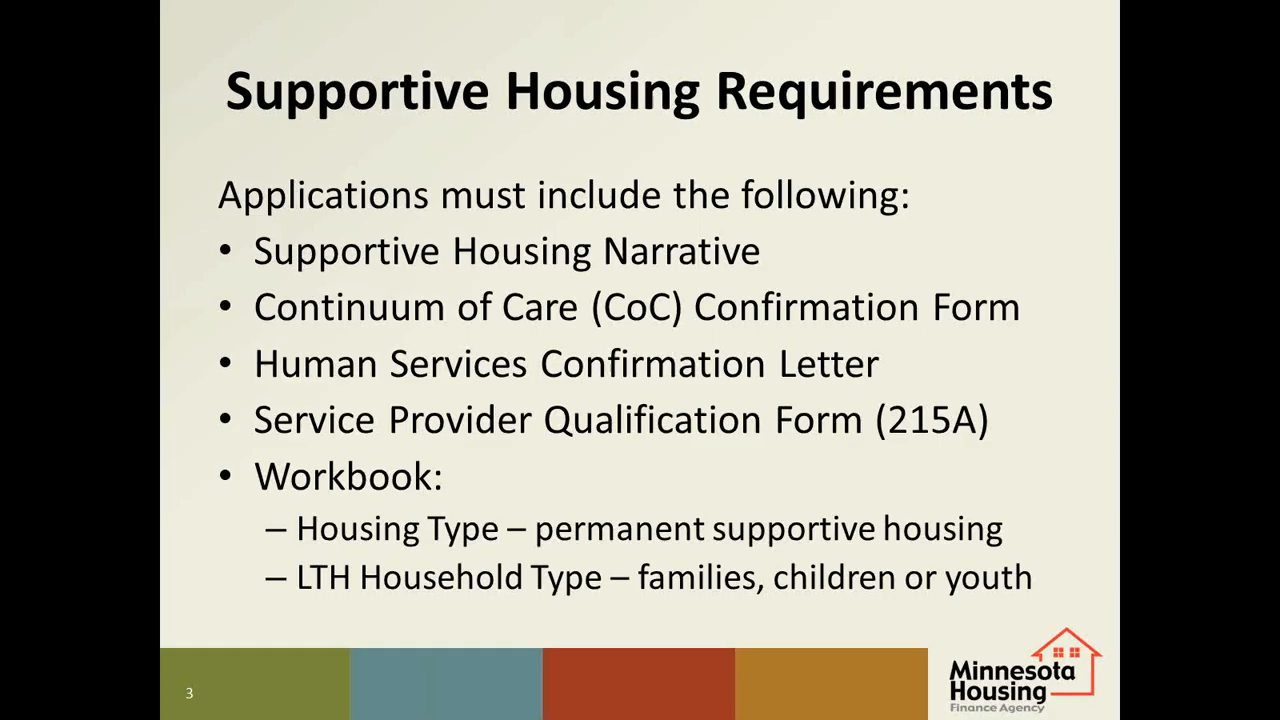 Supportive Housing Requirements
Applications must include the following:
• Supportive Housing Narrative
• Continuum of Care (CoC) Confirmation Form
• Human Services Confirmation Letter
• Service Provider Qualification Form (215A)
• Workbook:
– Housing Type – permanent supportive housing
– LTH Household Type – families, children or youth
3
Minnesota
Housing
Finance Agency